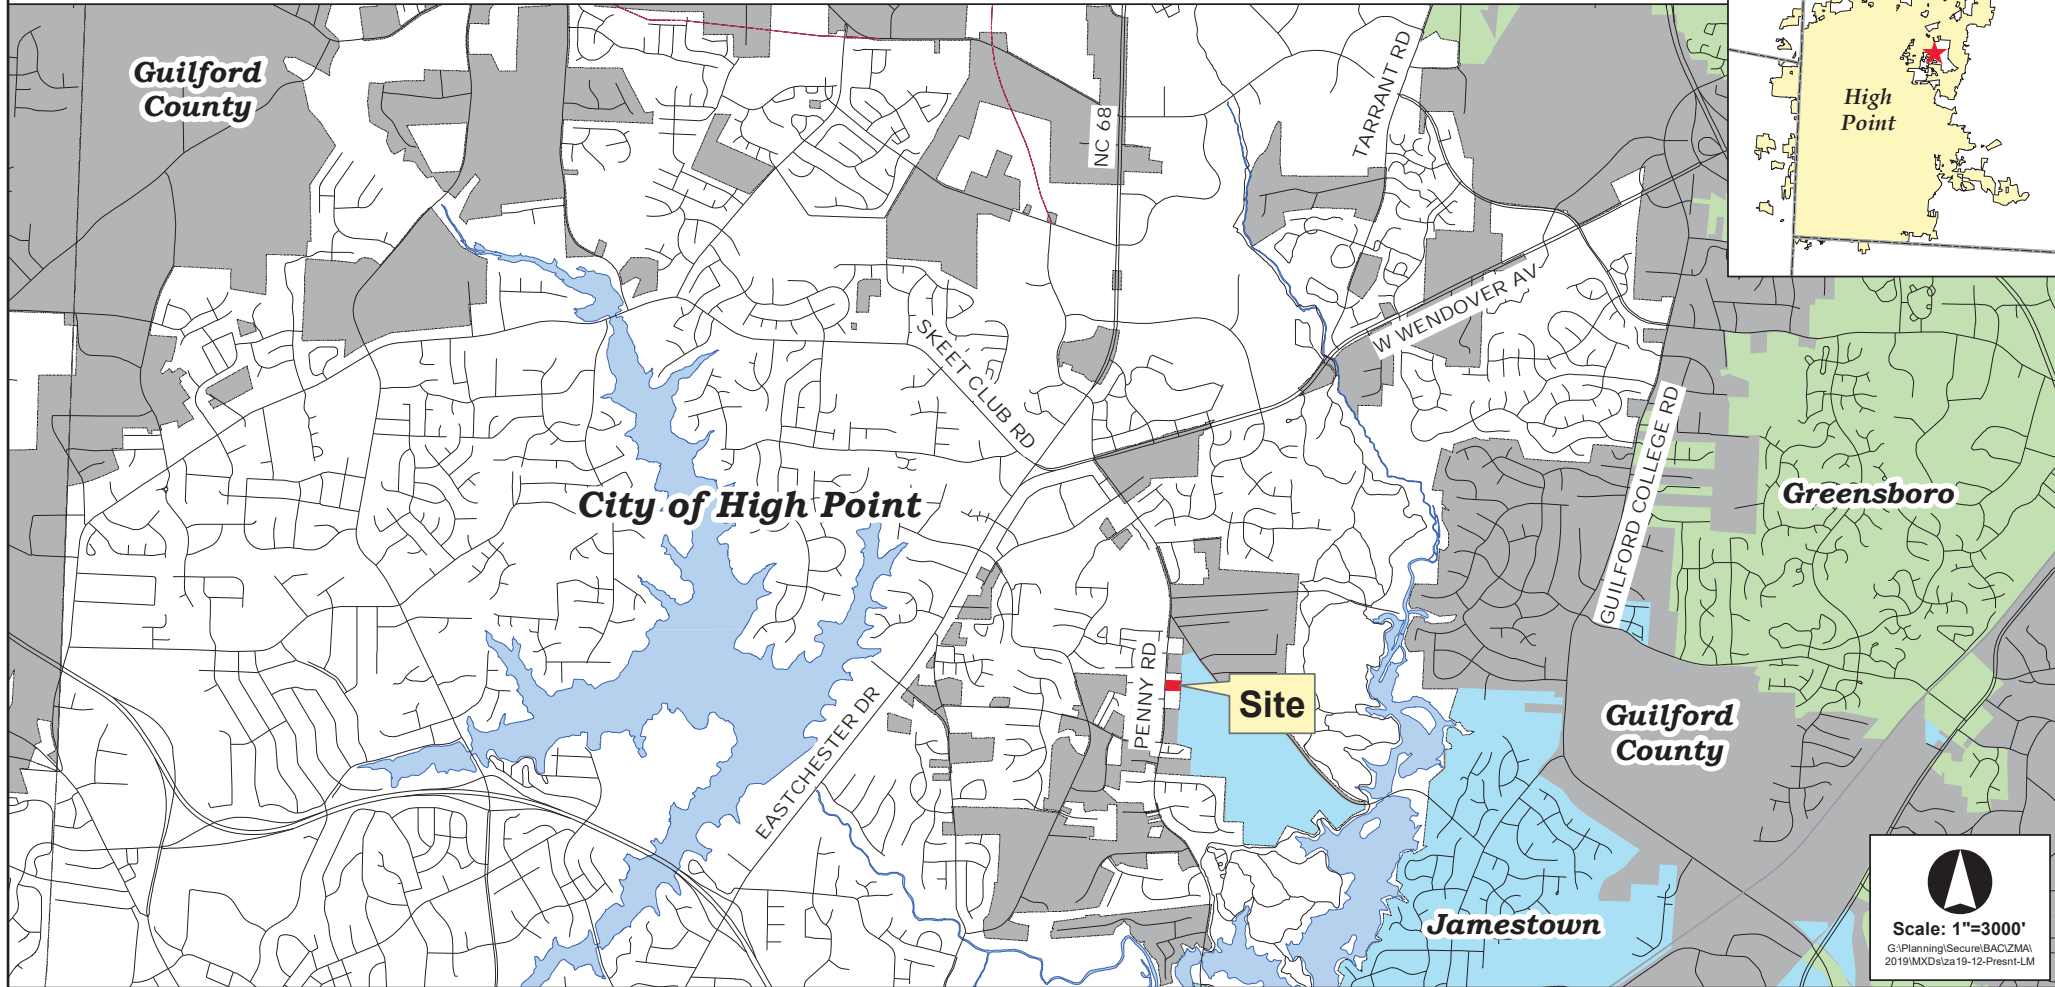 Guilford
County
NC 68
TARRANT RD
High
Point
SKEET CLUB RD
W WENDOVER AV
GUILFORD COLLEGE RD
City of High Point
Greensboro
PENNY RD
Site
EASTCHESTER DR
Guilford
County
Jamestown
Scale: 1"=3000'
G:\Planning\Secure\BAC\ZMA\
2019\MXDs\za19-12-Presnt-LM